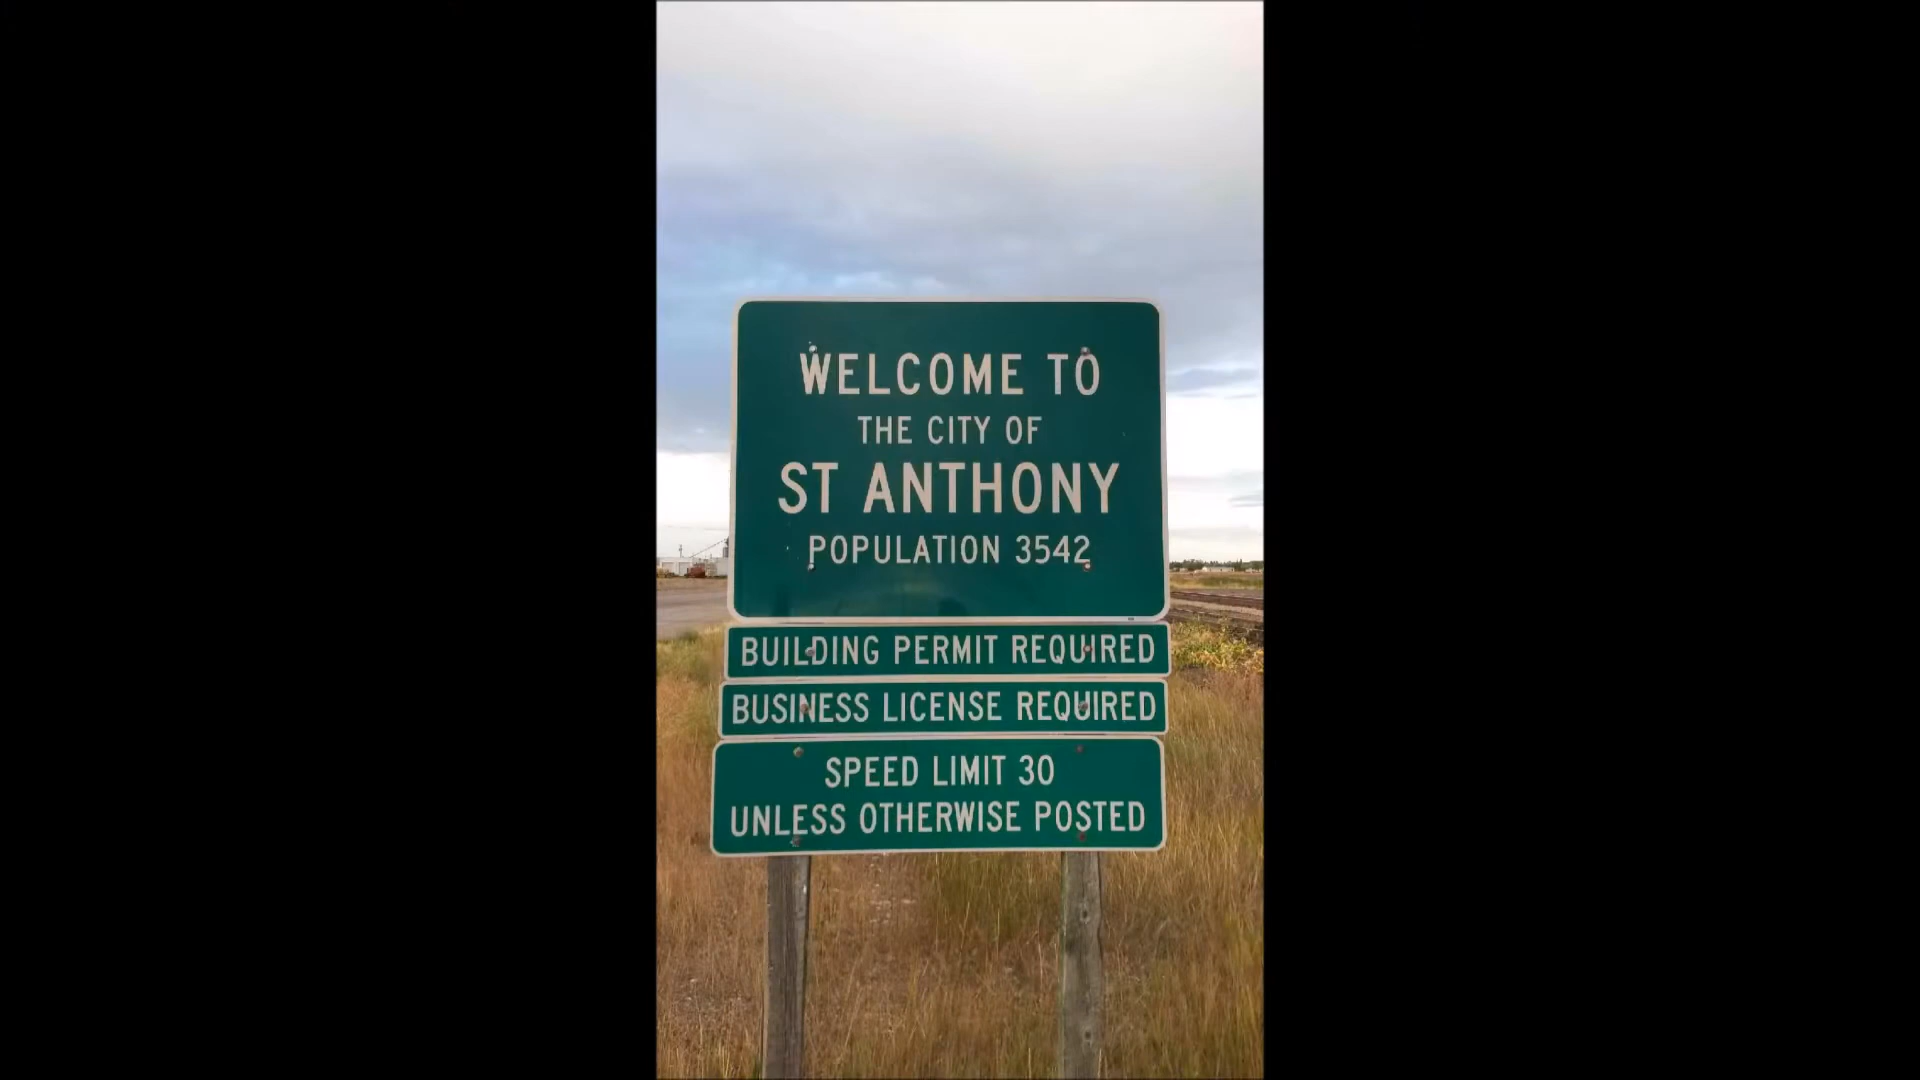 WELCOME TO
THE CITY OF
ST ANTHONY
POPULATION 3542
BUILDING PERMIT REQUIRED
BUSINESS LICENSE REQUIRED
SPEED LIMIT 30
UNLESS OTHERWISE POSTED